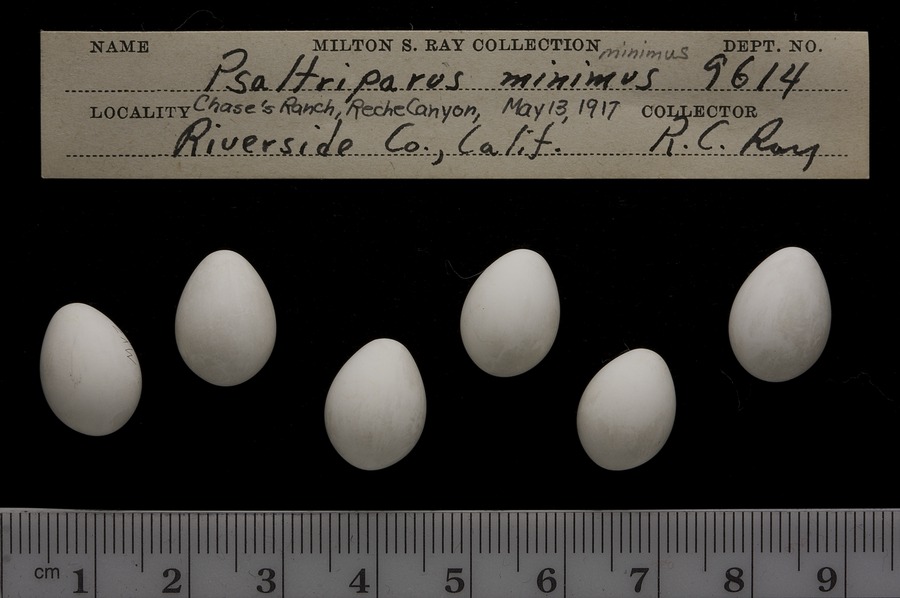 NAME MILTON S. RAY COLLECTION minimus DEPT. NO.
Psaltriparus minimus 9614
LOCALITY Chase's Ranch, Reche Canyon, May 13, 1917 COLLECTOR
Riverside Co., Calif. R.C. Ray
cm 1 2 3 4 5 6 7 8 9